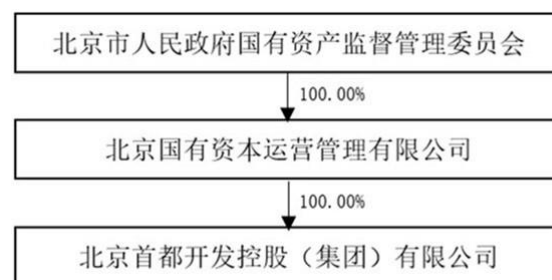 北京市人民政府国有资产监督管理委员会
100.00%
北京国有资本运营管理有限公司
100.00%
北京首都开发控股（集团）有限公司